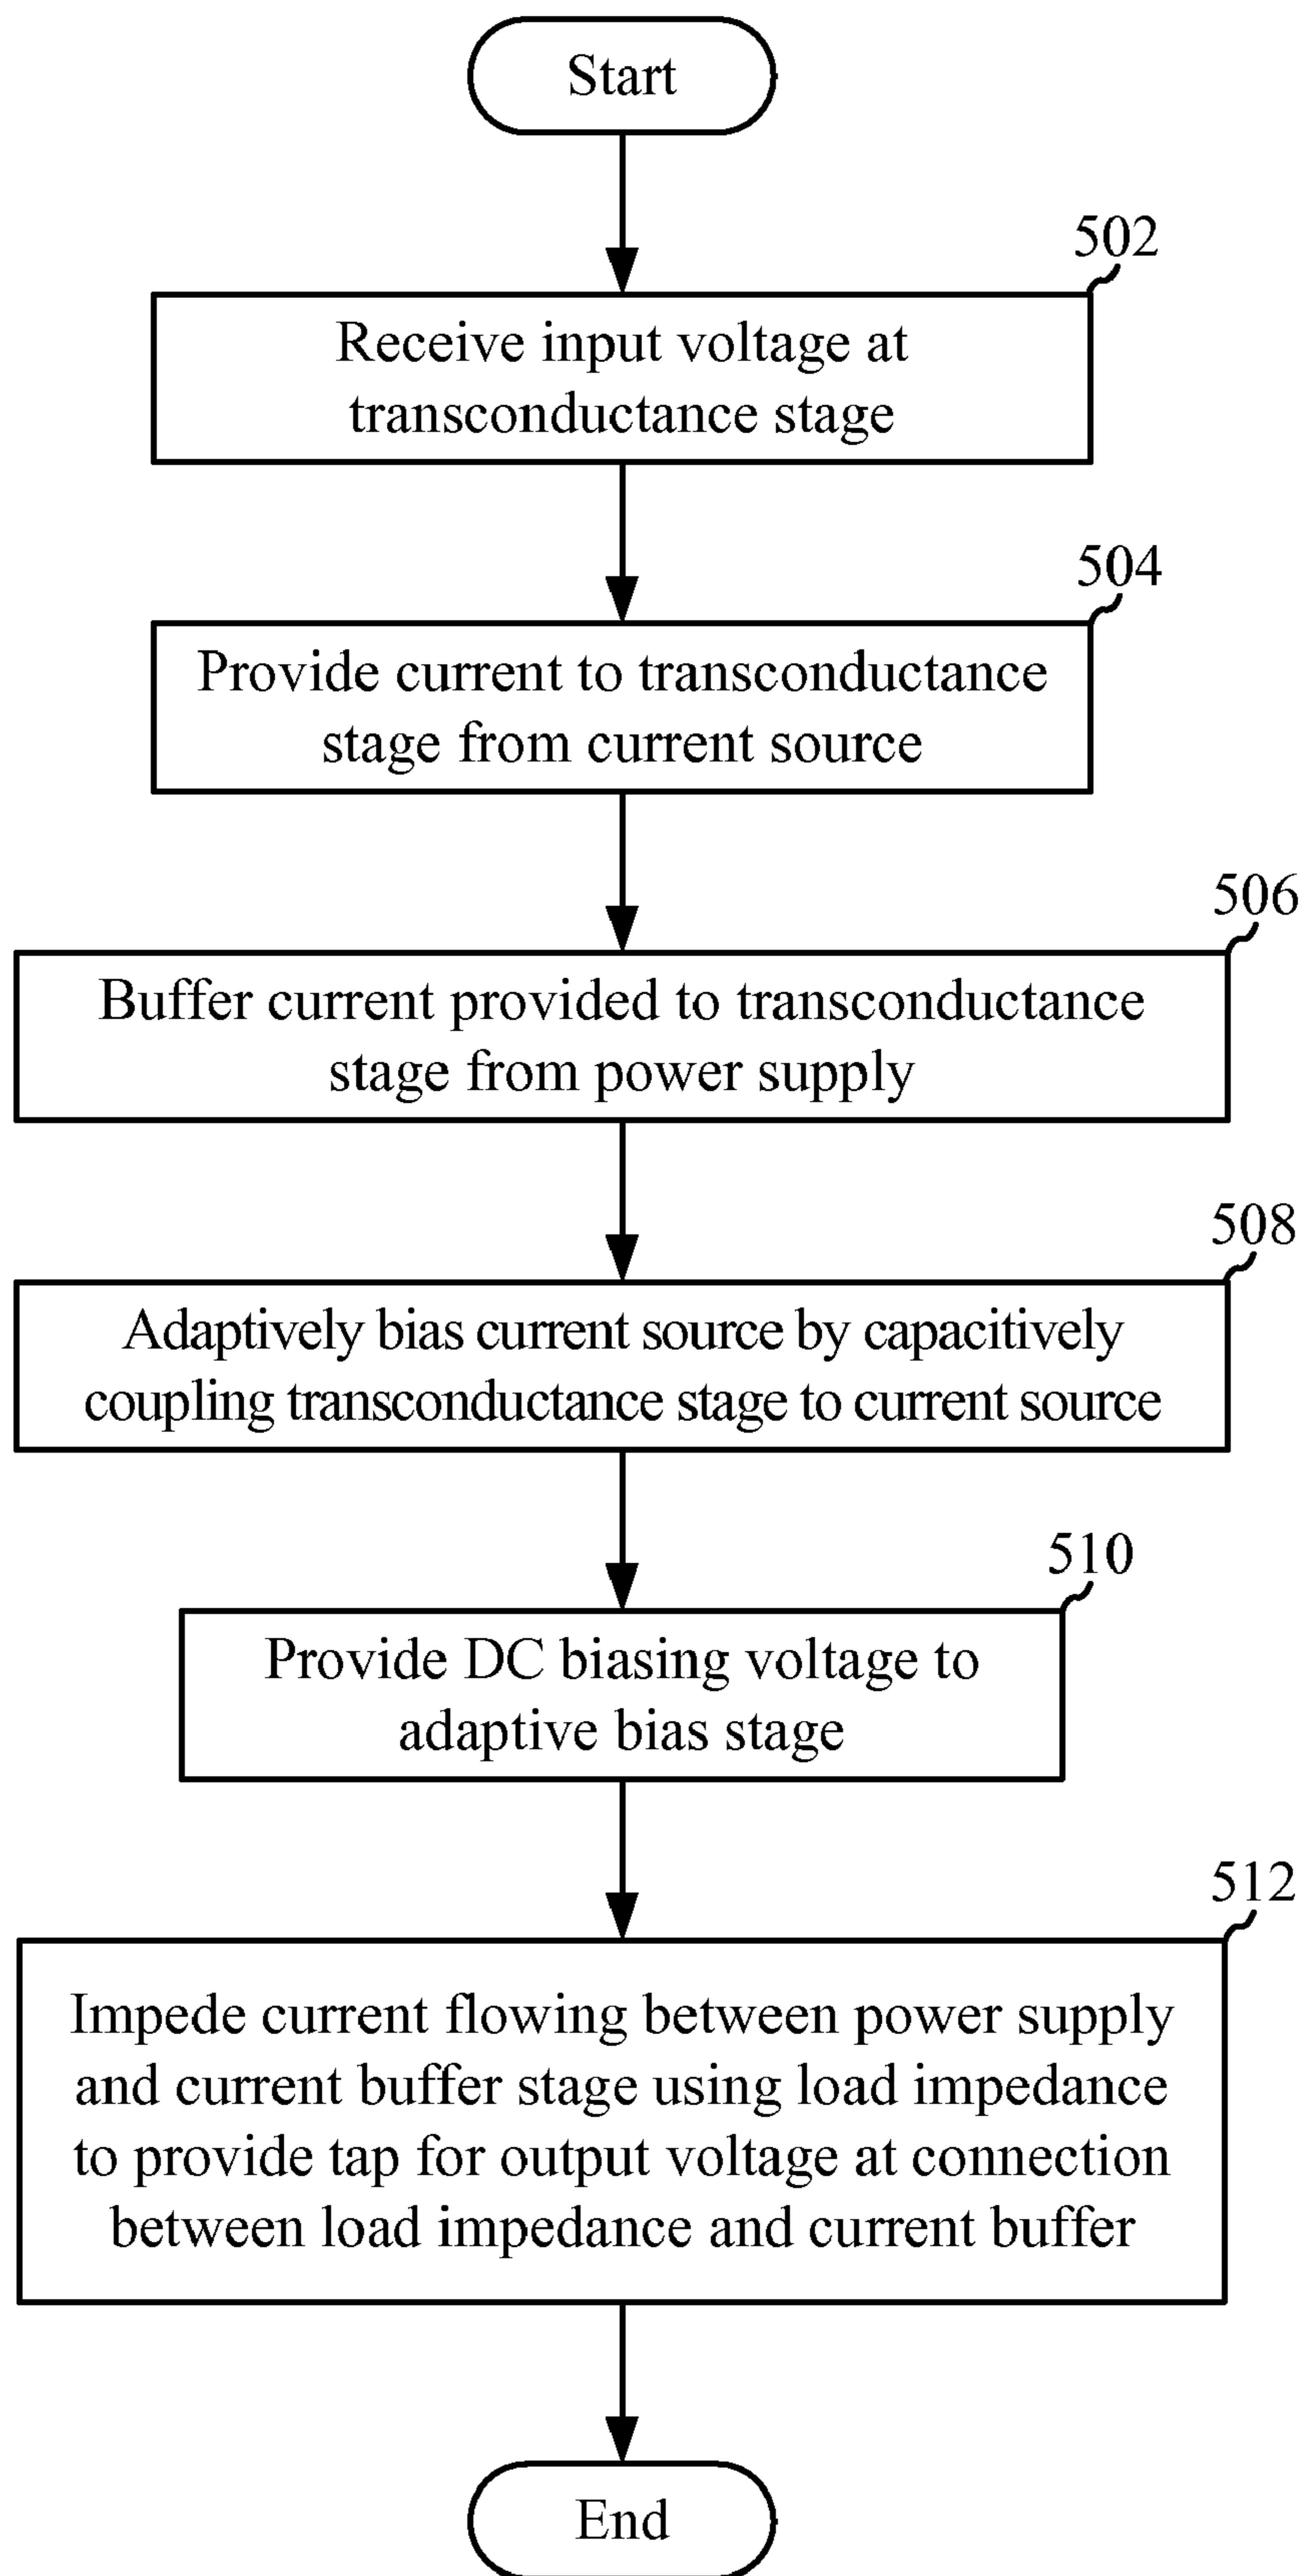 Start
502
Receive input voltage at
transconductance stage
504
Provide current to transconductance
stage from current source
506
Buffer current provided to transconductance
stage from power supply
508
Adaptively bias current source by capacitively
coupling transconductance stage to current source
510
Provide DC biasing voltage to
adaptive bias stage
512
Impede current flowing between power supply
and current buffer stage using load impedance
to provide tap for output voltage at connection
between load impedance and current buffer
End